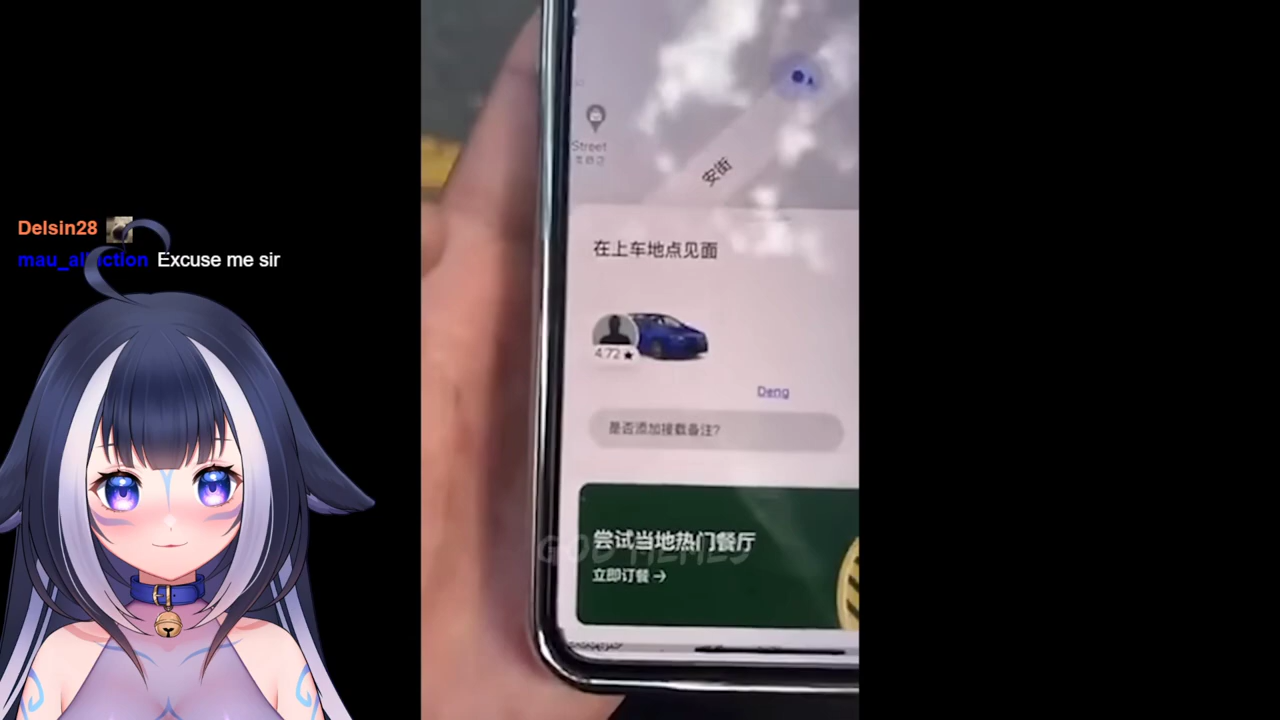 Delsin28
mau_al
ction Excuse me sir
Street
安街
在上车地点见面
4.72 ★
Deng
是否添加接载备注?
尝试当地热门餐厅
GOD MEMES
立即订餐 →